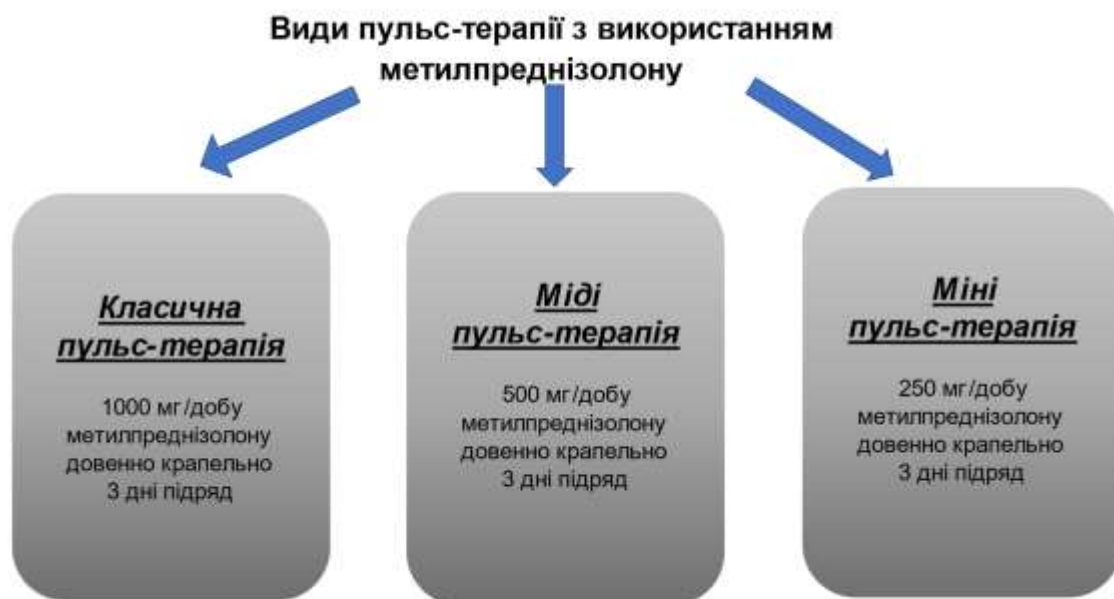 Види пульс-терапії з використанням
метилпреднізолону
Класична
пульс-терапія
1000 мг/добу
метилпреднізолону
довенно крапельно
3 дні підряд
Міді
пульс-терапія
500 мг/добу
метилпреднізолону
довенно крапельно
3 дні підряд
Міні
пульс-терапія
250 мг/добу
метилпреднізолону
довенно крапельно
3 дні підряд